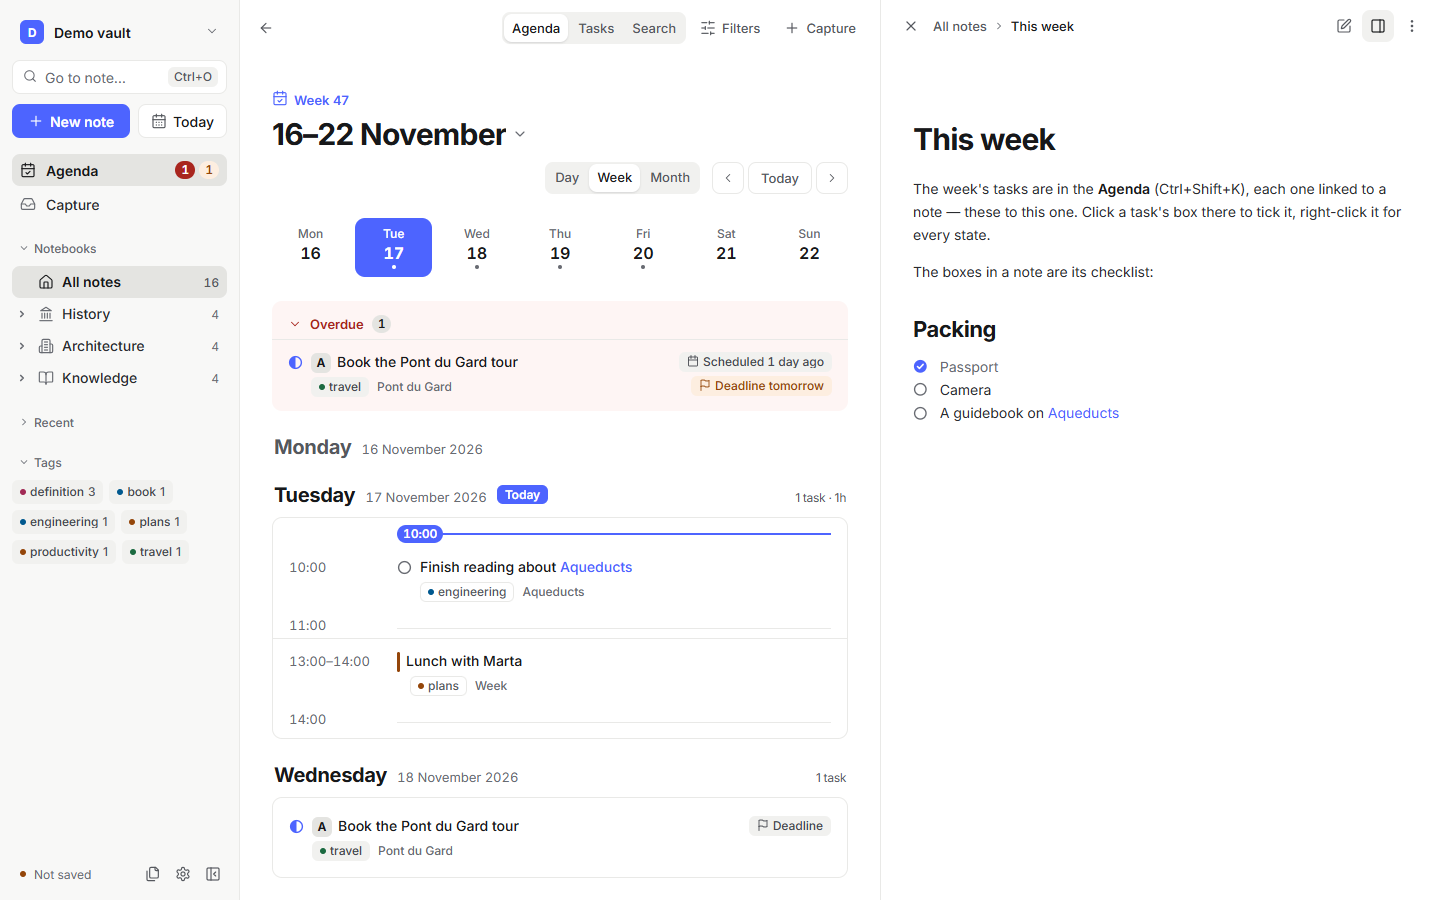 D Demo vault
Go to note... Ctrl+O
New note Today
Agenda 1 1
Capture
Notebooks
All notes 16
History 4
Architecture 4
Knowledge 4
Recent
Tags
definition 3 book 1
engineering 1 plans 1
productivity 1 travel 1
Not saved
Agenda Tasks Search Filters Capture
Week 47
16–22 November
Day Week Month Today
Mon Tue Wed Thu Fri Sat Sun
16 17 18 19 20 21 22
Overdue 1
A Book the Pont du Gard tour Scheduled 1 day ago
travel Pont du Gard Deadline tomorrow
Monday 16 November 2026
Tuesday 17 November 2026 Today 1 task · 1h
10:00
10:00 Finish reading about Aqueducts
engineering Aqueducts
11:00
13:00–14:00 Lunch with Marta
plans Week
14:00
Wednesday 18 November 2026 1 task
A Book the Pont du Gard tour Deadline
travel Pont du Gard
All notes This week
This week
The week's tasks are in the Agenda (Ctrl+Shift+K), each one linked to a
note — these to this one. Click a task's box there to tick it, right-click it for
every state.
The boxes in a note are its checklist:
Packing
Passport
Camera
A guidebook on Aqueducts